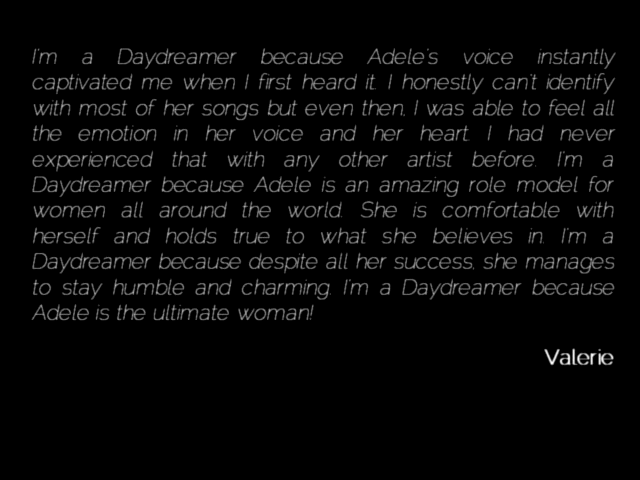 I'm a Daydreamer because Adele's voice instantly
captivated me when I first heard it. I honestly can't identify
with most of her songs but even then, I was able to feel all
the emotion in her voice and her heart. I had never
experienced that with any other artist before. I'm a
Daydreamer because Adele is an amazing role model for
women all around the world. She is comfortable with
herself and holds true to what she believes in. I'm a
Daydreamer because despite all her success, she manages
to stay humble and charming. I'm a Daydreamer because
Adele is the ultimate woman!
Valerie